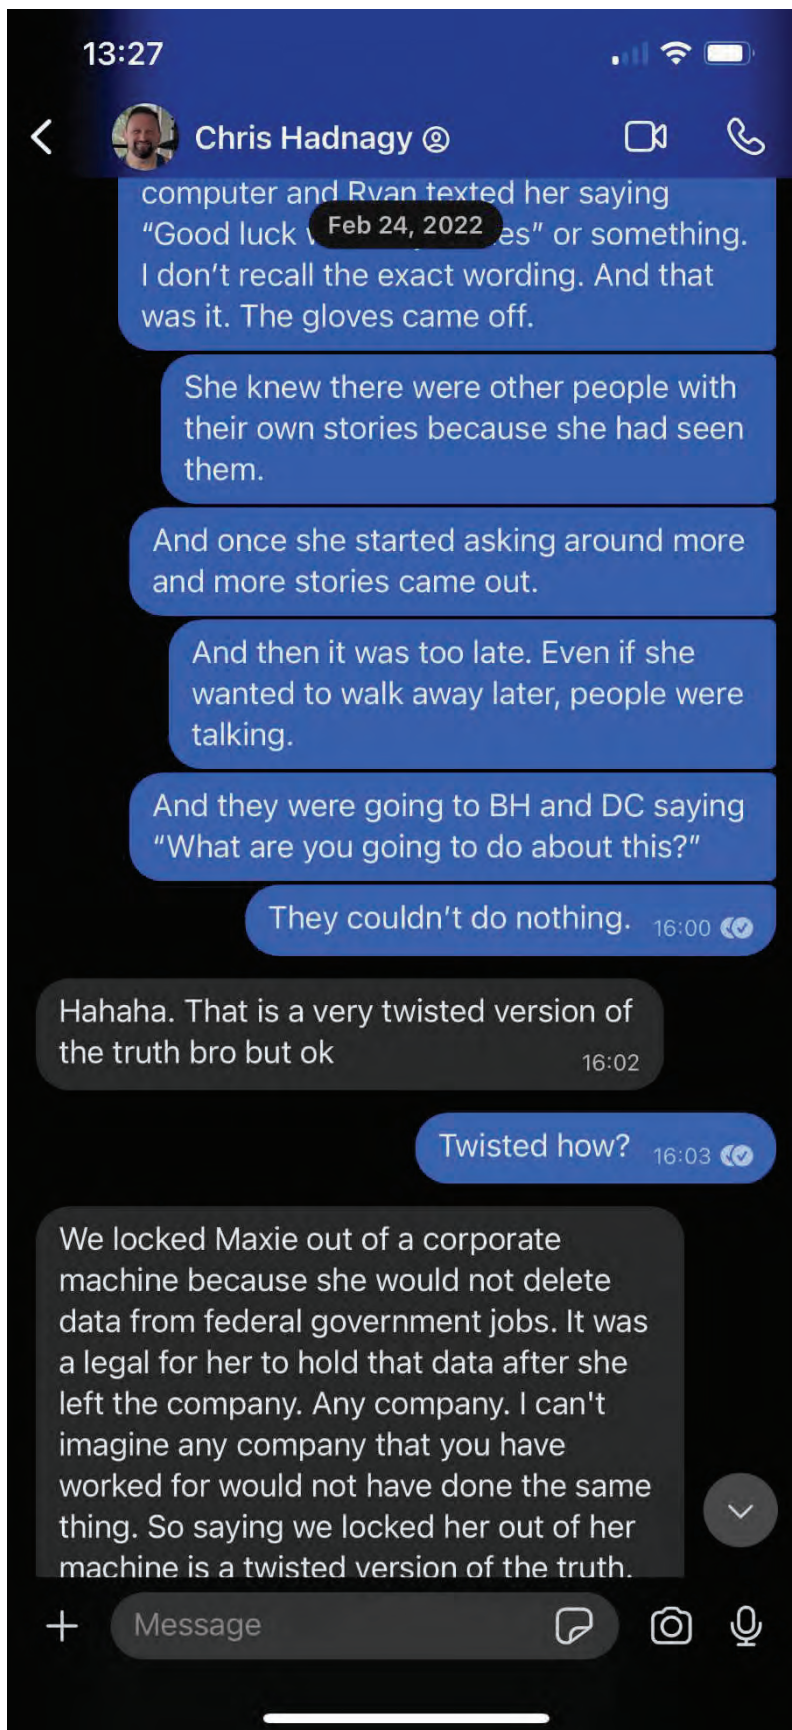 13:27
Chris Hadnagy
computer and Ryan texted her saying
Feb 24, 2022
"Good luck es" or something.
I don't recall the exact wording. And that
was it. The gloves came off.
She knew there were other people with
their own stories because she had seen
them.
And once she started asking around more
and more stories came out.
And then it was too late. Even if she
wanted to walk away later, people were
talking.
And they were going to BH and DC saying
"What are you going to do about this?"
They couldn't do nothing. 16:00
Hahaha. That is a very twisted version of
the truth bro but ok
16:02
Twisted how? 16:03
We locked Maxie out of a corporate
machine because she would not delete
data from federal government jobs. It was
a legal for her to hold that data after she
left the company. Any company. I can't
imagine any company that you have
worked for would not have done the same
thing. So saying we locked her out of her
machine is a twisted version of the truth.
Message